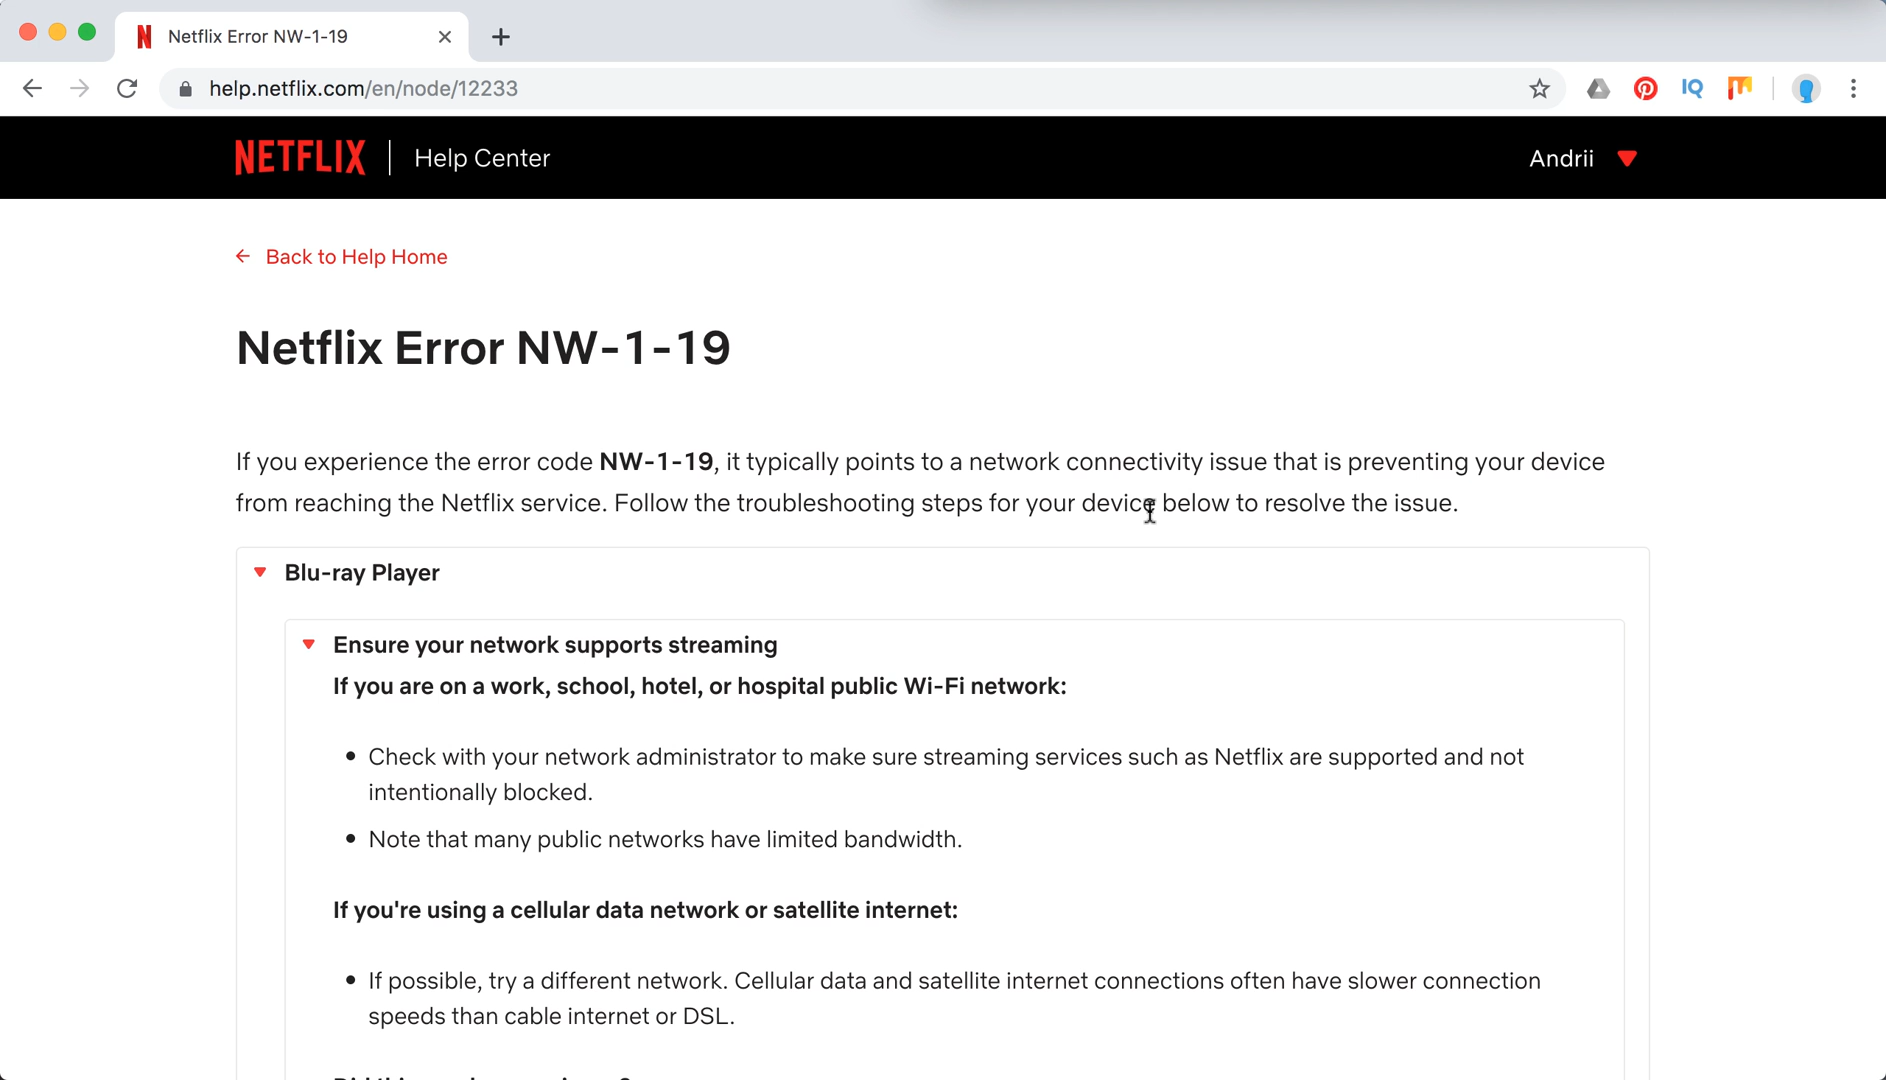 Netflix Error NW-1-19
help.netflix.com/en/node/12233
IQ
NETFLIX | Help Center
Andrii
Back to Help Home
Netflix Error NW-1-19
If you experience the error code NW-1-19, it typically points to a network connectivity issue that is preventing your device
from reaching the Netflix service. Follow the troubleshooting steps for your device below to resolve the issue.
Blu-ray Player
Ensure your network supports streaming
If you are on a work, school, hotel, or hospital public Wi-Fi network:
• Check with your network administrator to make sure streaming services such as Netflix are supported and not
intentionally blocked.
• Note that many public networks have limited bandwidth.
If you're using a cellular data network or satellite internet:
• If possible, try a different network. Cellular data and satellite internet connections often have slower connection
speeds than cable internet or DSL.